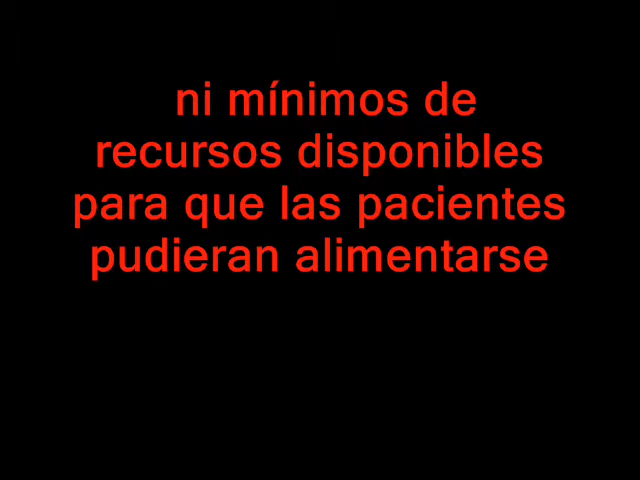 ni mínimos de
recursos disponibles
para que las pacientes
pudieran alimentarse